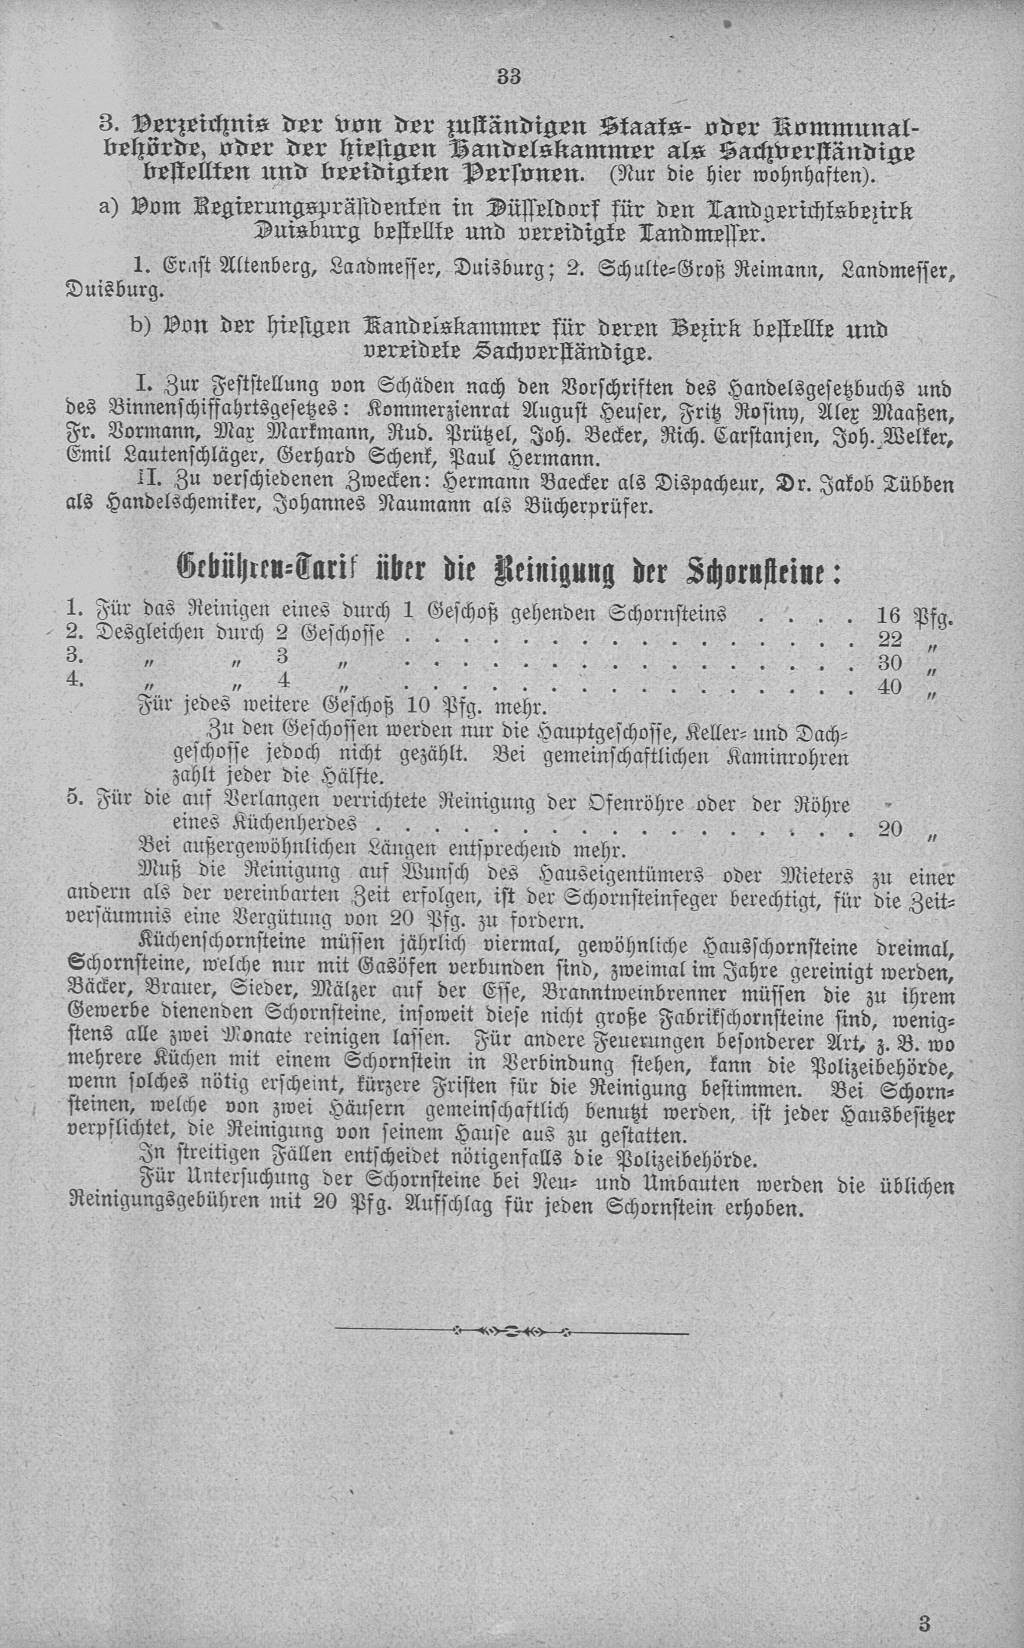 33
3. Verzeichnis der von der zuständigen Staats- oder Kommunal-
behörde, oder der hiesigen Handelskammer als Sachverständige
bestellten und beeidigten Personen. (Nur die hier wohnhaften).
a) Vom Regierungspräsidenten in Düsseldorf für den Landgerichtsbezirk
Duisburg bestellte und vereidigte Landmesser.
1. Ernst Altenberg, Landmesser, Duisburg; 2. Schulte-Groß Reimann, Landmesser,
Duisburg.
b) Von der hiesigen Handelskammer für deren Bezirk bestellte und
vereidete Sachverständige.
I. Zur Feststellung von Schäden nach den Vorschriften des Handelsgesetzbuchs und
des Binnenschiffahrtsgesetzes: Kommerzienrat August Heuser, Fritz Rosiny, Alex Maaßen,
Fr. Vormann, Max Markmann, Rud. Prützel, Joh. Becker, Rich. Carstanjen, Joh. Welker,
Emil Lautenschläger, Gerhard Schenk, Paul Hermann.
II. Zu verschiedenen Zwecken: Hermann Baecker als Dispacheur, Dr. Jakob Tübben
als Handelschemiker, Johannes Naumann als Bücherprüfer.
Gebühren-Tarif über die Reinigung der Schornsteine:
1. Für das Reinigen eines durch 1 Geschoß gehenden Schornsteins . . . . 16 Pfg.
2. Desgleichen durch 2 Geschosse . . . . . . . . . . . . . . . . 22 „
3. „ „ 3 „ . . . . . . . . . . . . . . . . 30 „
4. „ „ 4 „ . . . . . . . . . . . . . . . . 40 „
Für jedes weitere Geschoß 10 Pfg. mehr.
Zu den Geschossen werden nur die Hauptgeschosse, Keller- und Dach-
geschosse jedoch nicht gezählt. Bei gemeinschaftlichen Kaminrohren
zahlt jeder die Hälfte.
5. Für die auf Verlangen verrichtete Reinigung der Ofenröhre oder der Röhre
eines Küchenherdes . . . . . . . . . . . . . . . . . 20 „
Bei außergewöhnlichen Längen entsprechend mehr.
Muß die Reinigung auf Wunsch des Hauseigentümers oder Mieters zu einer
andern als der vereinbarten Zeit erfolgen, ist der Schornsteinfeger berechtigt, für die Zeit-
versäumnis eine Vergütung von 20 Pfg. zu fordern.
Küchenschornsteine müssen jährlich viermal, gewöhnliche Hausschornsteine dreimal,
Schornsteine, welche nur mit Gasöfen verbunden sind, zweimal im Jahre gereinigt werden,
Bäcker, Brauer, Sieder, Mälzer auf der Esse, Branntweinbrenner müssen die zu ihrem
Gewerbe dienenden Schornsteine, insoweit diese nicht große Fabrikschornsteine sind, wenig-
stens alle zwei Monate reinigen lassen. Für andere Feuerungen besonderer Art, z. B. wo
mehrere Küchen mit einem Schornstein in Verbindung stehen, kann die Polizeibehörde,
wenn solches nötig erscheint, kürzere Fristen für die Reinigung bestimmen. Bei Schorn-
steinen, welche von zwei Häusern gemeinschaftlich benutzt werden, ist jeder Hausbesitzer
verpflichtet, die Reinigung von seinem Hause aus zu gestatten.
In streitigen Fällen entscheidet nötigenfalls die Polizeibehörde.
Für Untersuchung der Schornsteine bei Neu- und Umbauten werden die üblichen
Reinigungsgebühren mit 20 Pfg. Aufschlag für jeden Schornstein erhoben.
3